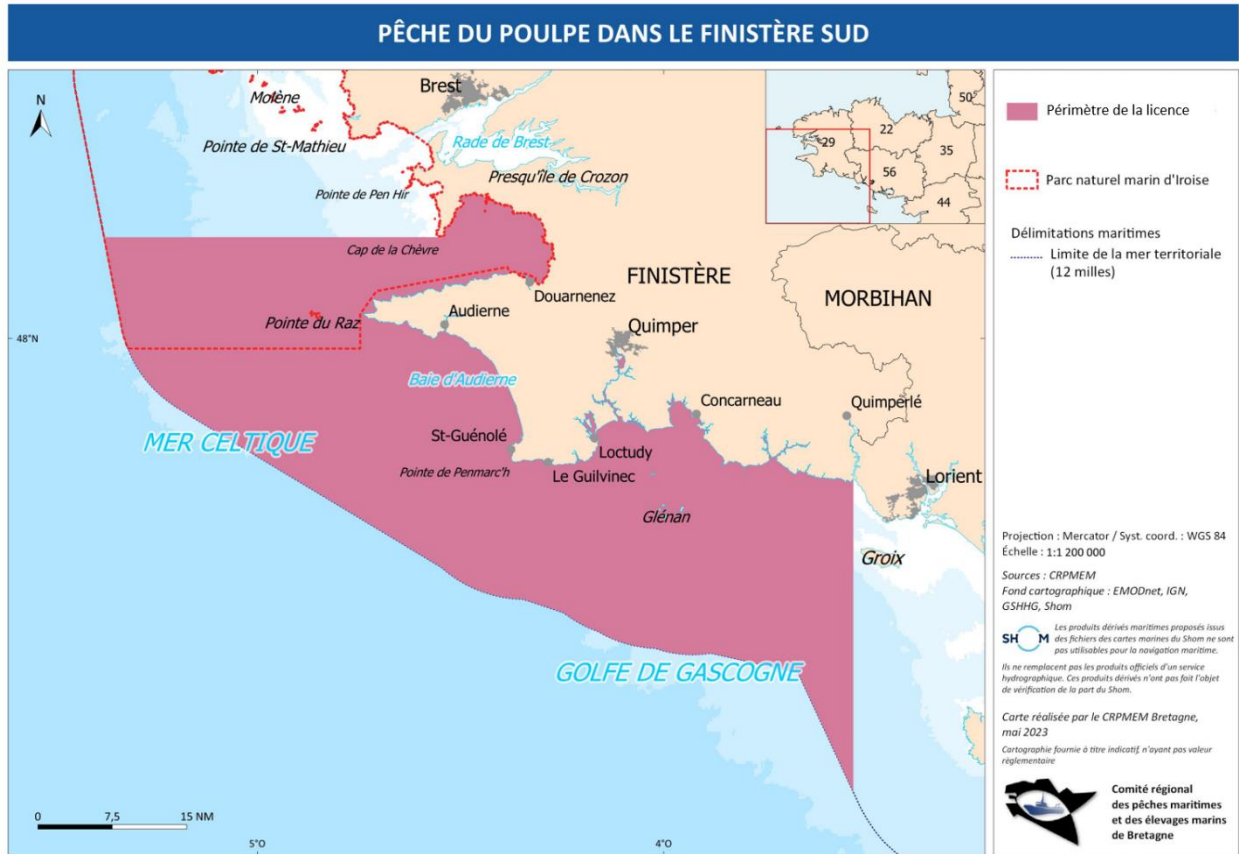 PÊCHE DU POULPE DANS LE FINISTÈRE SUD
N
Molène
Brest
Pointe de St-Mathieu
Rade de Brest
Pointe de Pen Hir
Presqu'île de Crozon
Cap de la Chèvre
FINISTÈRE
MORBIHAN
Douarnenez
Pointe du Raz
Audierne
Quimper
48°N
Baie d'Audierne
Concarneau
Quimperlé
MER CELTIQUE
St-Guénolé
Loctudy
Pointe de Penmarc'h
Le Guilvinec
Lorient
Glénan
Groix
GOLFE DE GASCOGNE
0 7,5 15 NM
5°O
4°O
50
22
29
35
56
44
Périmètre de la licence
Parc naturel marin d'Iroise
Délimitations maritimes
Limite de la mer territoriale
(12 milles)
Projection : Mercator / Syst. coord. : WGS 84
Échelle : 1:1 200 000
Sources : CRPMEM
Fond cartographique : EMODnet, IGN,
GSHHG, Shom
SH M
Les produits dérivés maritimes proposés issus
des fichiers des cartes marines du Shom ne sont
pas utilisables pour la navigation maritime.
Ils ne remplacent pas les produits officiels d'un service
hydrographique. Ces produits dérivés n'ont pas fait l'objet
de vérification de la part du Shom.
Carte réalisée par le CRPMEM Bretagne,
mai 2023
Cartographie fournie à titre indicatif, n'ayant pas valeur
règlementaire
Comité régional
des pêches maritimes
et des élevages marins
de Bretagne